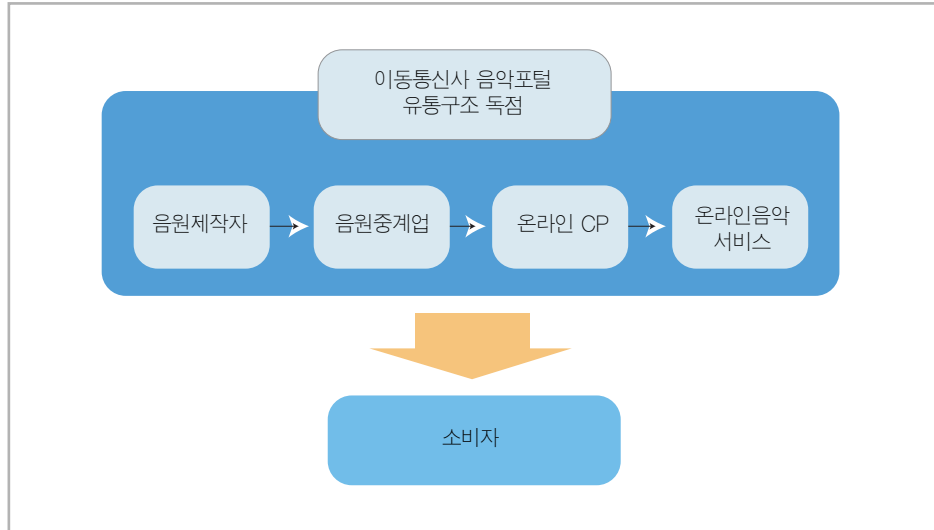 이동통신사 음악포털
유통구조 독점
음원제작자
음원중계업
온라인 CP
온라인음악
서비스
소비자